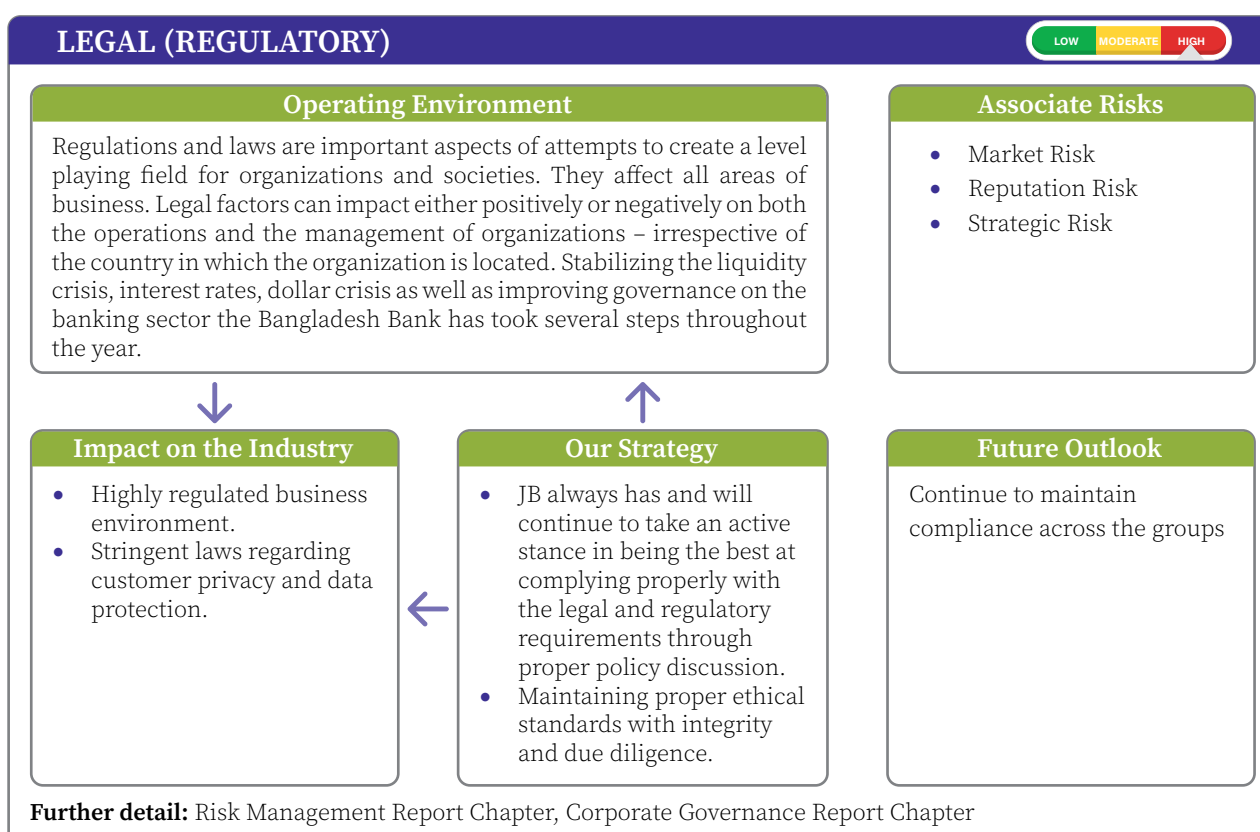 LEGAL (REGULATORY)
LOW MODERATE HIGH
Operating Environment
Regulations and laws are important aspects of attempts to create a level
playing field for organizations and societies. They affect all areas of
business. Legal factors can impact either positively or negatively on both
the operations and the management of organizations – irrespective of
the country in which the organization is located. Stabilizing the liquidity
crisis, interest rates, dollar crisis as well as improving governance on the
banking sector the Bangladesh Bank has took several steps throughout
the year.
Associate Risks
• Market Risk
• Reputation Risk
• Strategic Risk
Impact on the Industry
• Highly regulated business
environment.
• Stringent laws regarding
customer privacy and data
protection.
Our Strategy
• JB always has and will
continue to take an active
stance in being the best at
complying properly with
the legal and regulatory
requirements through
proper policy discussion.
• Maintaining proper ethical
standards with integrity
and due diligence.
Future Outlook
Continue to maintain
compliance across the groups
Further detail: Risk Management Report Chapter, Corporate Governance Report Chapter